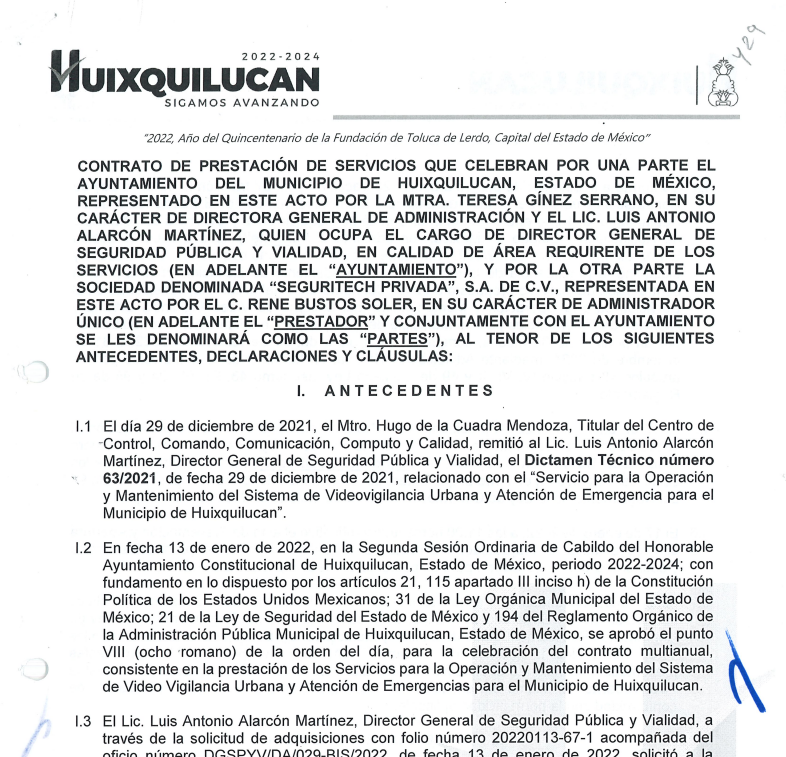 429
2022-2024
HUIXQUILUCAN
SIGAMOS AVANZANDO
"2022, Año del Quincentenario de la Fundación de Toluca de Lerdo, Capital del Estado de México"
CONTRATO DE PRESTACIÓN DE SERVICIOS QUE CELEBRAN POR UNA PARTE EL
AYUNTAMIENTO DEL MUNICIPIO DE HUIXQUILUCAN, ESTADO DE MÉXICO,
REPRESENTADO EN ESTE ACTO POR LA MTRA. TERESA GÍNEZ SERRANO, EN SU
CARÁCTER DE DIRECTORA GENERAL DE ADMINISTRACIÓN Y EL LIC. LUIS ANTONIO
ALARCÓN MARTÍNEZ, QUIEN OCUPA EL CARGO DE DIRECTOR GENERAL DE
SEGURIDAD PÚBLICA Y VIALIDAD, EN CALIDAD DE ÁREA REQUIRENTE DE LOS
SERVICIOS (EN ADELANTE EL "AYUNTAMIENTO"), Y POR LA OTRA PARTE LA
SOCIEDAD DENOMINADA "SEGURITECH PRIVADA", S.A. DE C.V., REPRESENTADA EN
ESTE ACTO POR EL C. RENE BUSTOS SOLER, EN SU CARÁCTER DE ADMINISTRADOR
ÚNICO (EN ADELANTE EL "PRESTADOR" Y CONJUNTAMENTE CON EL AYUNTAMIENTO
SE LES DENOMINARÁ COMO LAS "PARTES"), AL TENOR DE LOS SIGUIENTES
ANTECEDENTES, DECLARACIONES Y CLÁUSULAS:
I. ANTECEDENTES
I.1 El día 29 de diciembre de 2021, el Mtro. Hugo de la Cuadra Mendoza, Titular del Centro de
Control, Comando, Comunicación, Computo y Calidad, remitió al Lic. Luis Antonio Alarcón
Martínez, Director General de Seguridad Pública y Vialidad, el Dictamen Técnico número
63/2021, de fecha 29 de diciembre de 2021, relacionado con el "Servicio para la Operación
y Mantenimiento del Sistema de Videovigilancia Urbana y Atención de Emergencia para el
Municipio de Huixquilucan".
I.2 En fecha 13 de enero de 2022, en la Segunda Sesión Ordinaria de Cabildo del Honorable
Ayuntamiento Constitucional de Huixquilucan, Estado de México, periodo 2022-2024; con
fundamento en lo dispuesto por los artículos 21, 115 apartado III inciso h) de la Constitución
Política de los Estados Unidos Mexicanos; 31 de la Ley Orgánica Municipal del Estado de
México; 21 de la Ley de Seguridad del Estado de México y 194 del Reglamento Orgánico de
la Administración Pública Municipal de Huixquilucan, Estado de México, se aprobó el punto
VIII (ocho romano) de la orden del día, para la celebración del contrato multianual,
consistente en la prestación de los Servicios para la Operación y Mantenimiento del Sistema
de Video Vigilancia Urbana y Atención de Emergencias para el Municipio de Huixquilucan.
I.3 El Lic. Luis Antonio Alarcón Martínez, Director General de Seguridad Pública y Vialidad, a
través de la solicitud de adquisiciones con folio número 20220113-67-1 acompañada del
oficio número DGSPYV/DA/029-BIS/2022, de fecha 13 de enero de 2022, solicitó a la